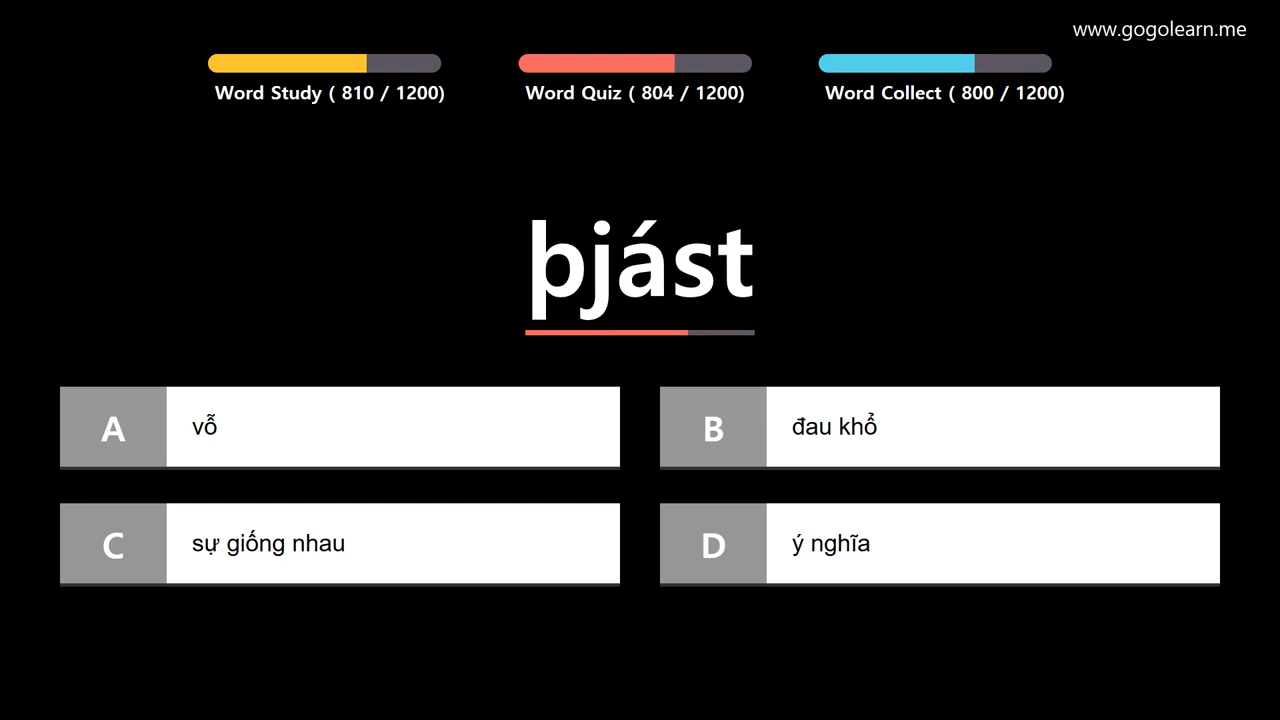 www.gogolearn.me
Word Study ( 810 / 1200)
Word Quiz ( 804 / 1200)
Word Collect ( 800 / 1200)
þjást
A vỗ
B đau khổ
C sự giống nhau
D ý nghĩa